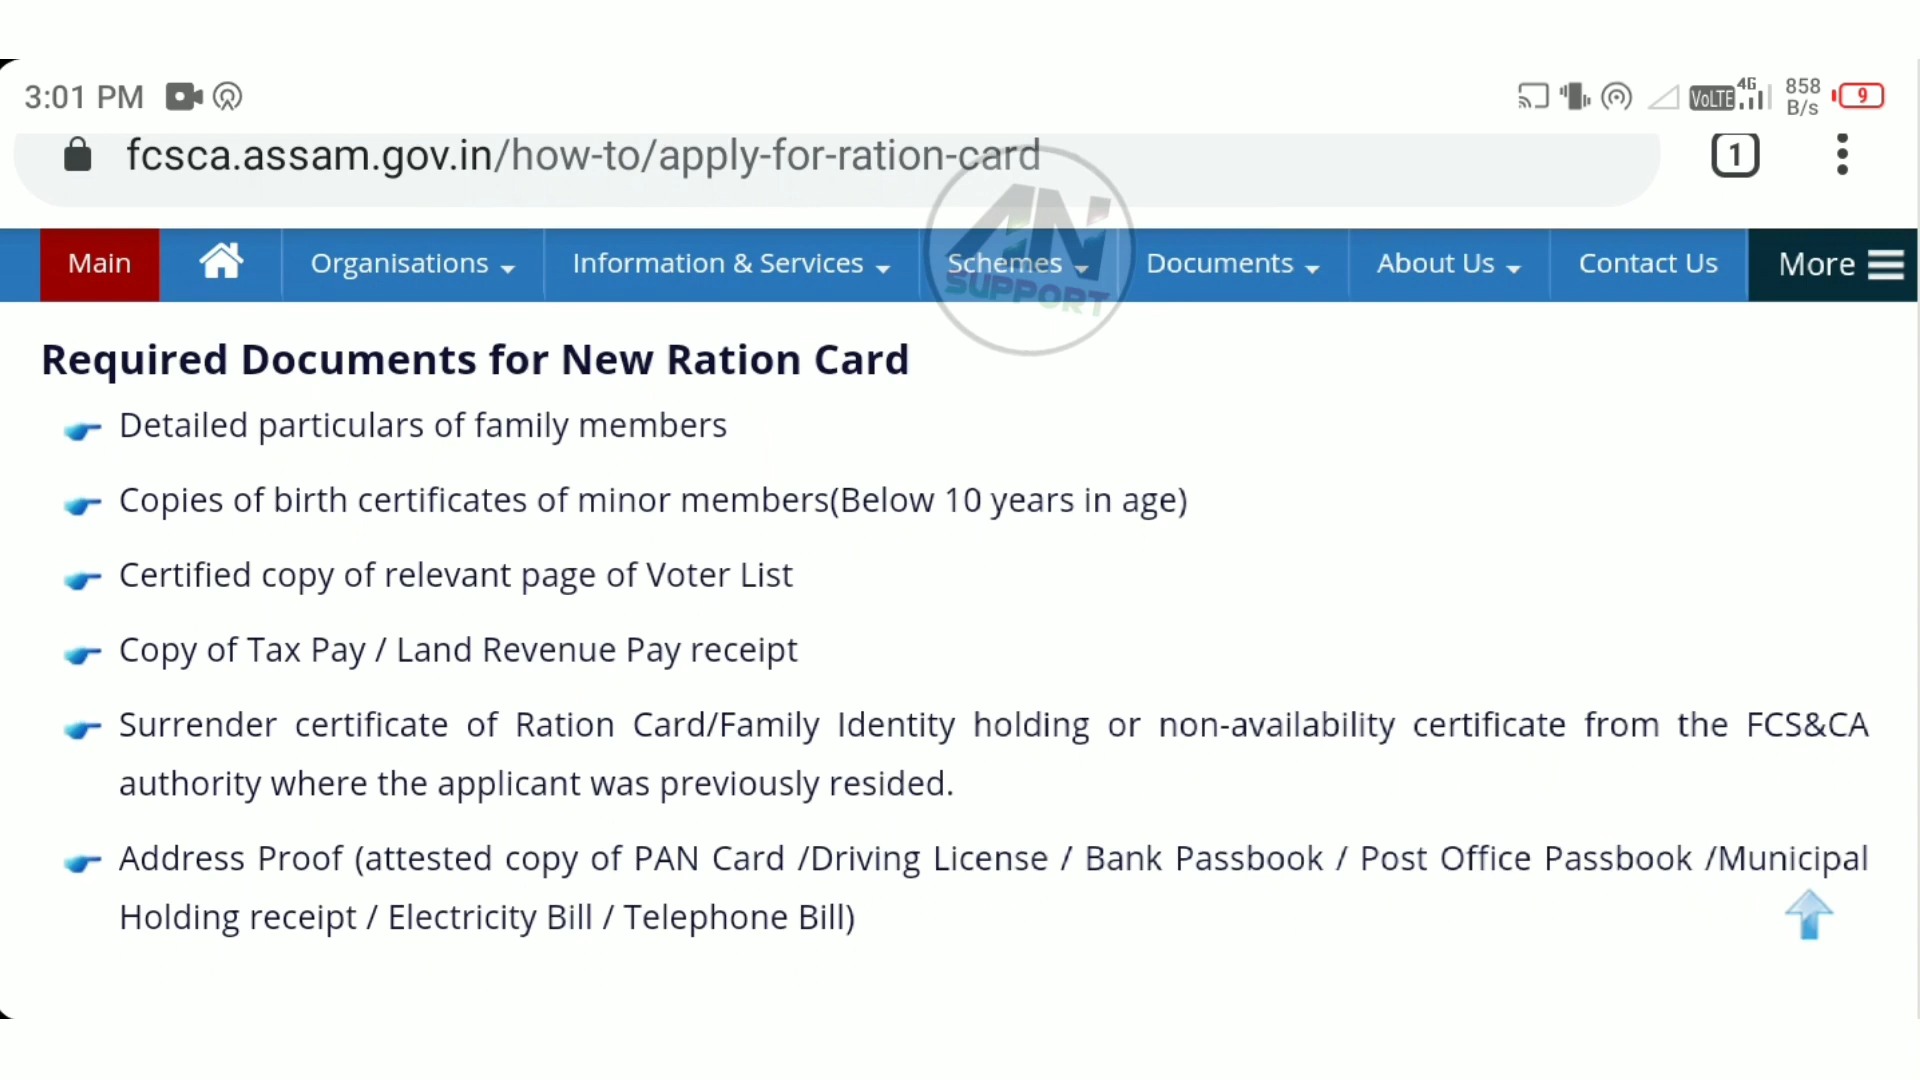 3:01 PM
VoLTE 4G 858 B/s 9
fcsca.assam.gov.in/how-to/apply-for-ration-card
1
Main Organisations Information & Services Schemes Documents About Us Contact Us More
AN
SUPPORT
Required Documents for New Ration Card
Detailed particulars of family members
Copies of birth certificates of minor members(Below 10 years in age)
Certified copy of relevant page of Voter List
Copy of Tax Pay / Land Revenue Pay receipt
Surrender certificate of Ration Card/Family Identity holding or non-availability certificate from the FCS&CA
authority where the applicant was previously resided.
Address Proof (attested copy of PAN Card /Driving License / Bank Passbook / Post Office Passbook /Municipal
Holding receipt / Electricity Bill / Telephone Bill)